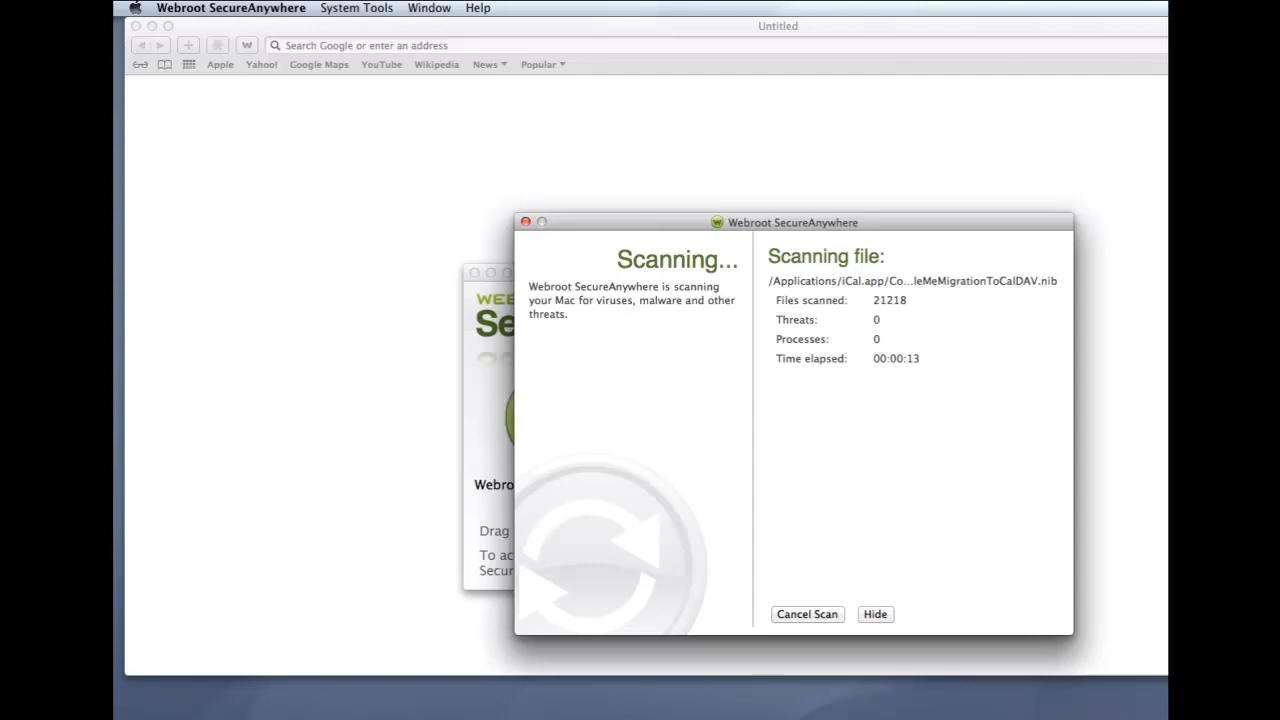 Webroot SecureAnywhere System Tools Window Help
Untitled
W Search Google or enter an address
Apple Yahoo! Google Maps YouTube Wikipedia News Popular
Webroot SecureAnywhere
Scanning...
Webroot SecureAnywhere is scanning
your Mac for viruses, malware and other
threats.
Scanning file:
/Applications/iCal.app/Co...leMeMigrationToCalDAV.nib
Files scanned: 21218
Threats: 0
Processes: 0
Time elapsed: 00:00:13
Cancel Scan Hide
WEB
Se
Webro
Drag
To ac
Secur